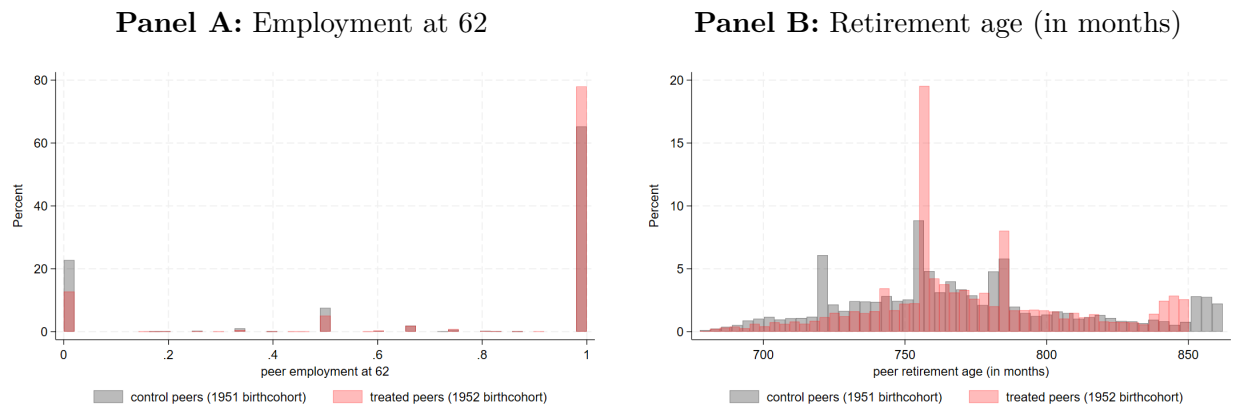 Panel A: Employment at 62
Percent
80
60
40
20
0
0 .2 .4 .6 .8 1
peer employment at 62
control peers (1951 birthcohort) treated peers (1952 birthcohort)
Panel B: Retirement age (in months)
Percent
20
15
10
5
0
700 750 800 850
peer retirement age (in months)
control peers (1951 birthcohort) treated peers (1952 birthcohort)